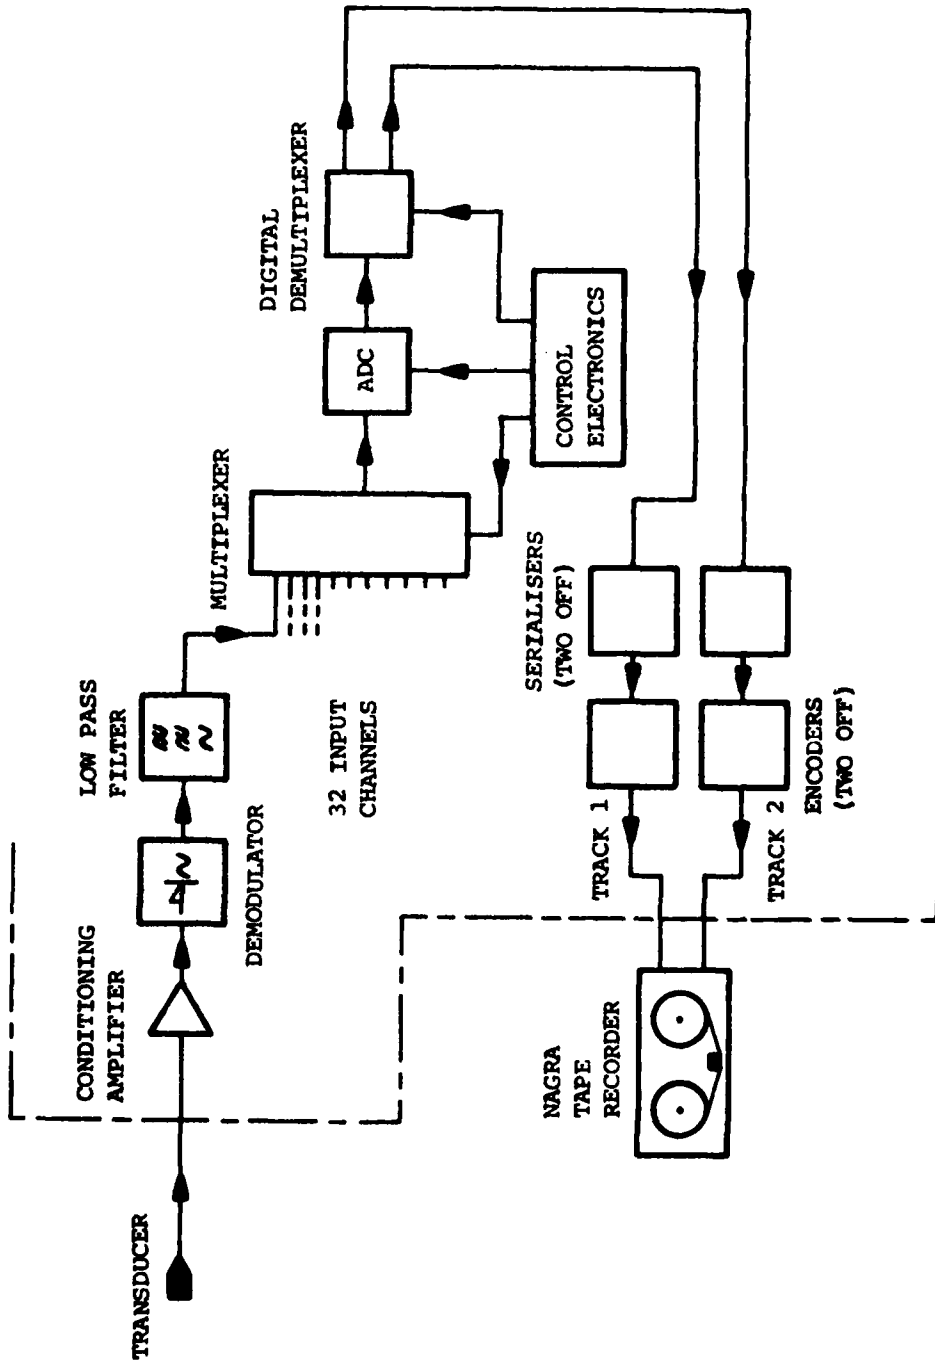 TRANSDUCER
CONDITIONING
AMPLIFIER
DEMODULATOR
LOW PASS
FILTER
32 INPUT
CHANNELS
MULTIPLEXER
ADC
DIGITAL
DEMULTIPLEXER
CONTROL
ELECTRONICS
NAGRA
TAPE
RECORDER
TRACK 1
TRACK 2
SERIALISERS
(TWO OFF)
ENCODERS
(TWO OFF)